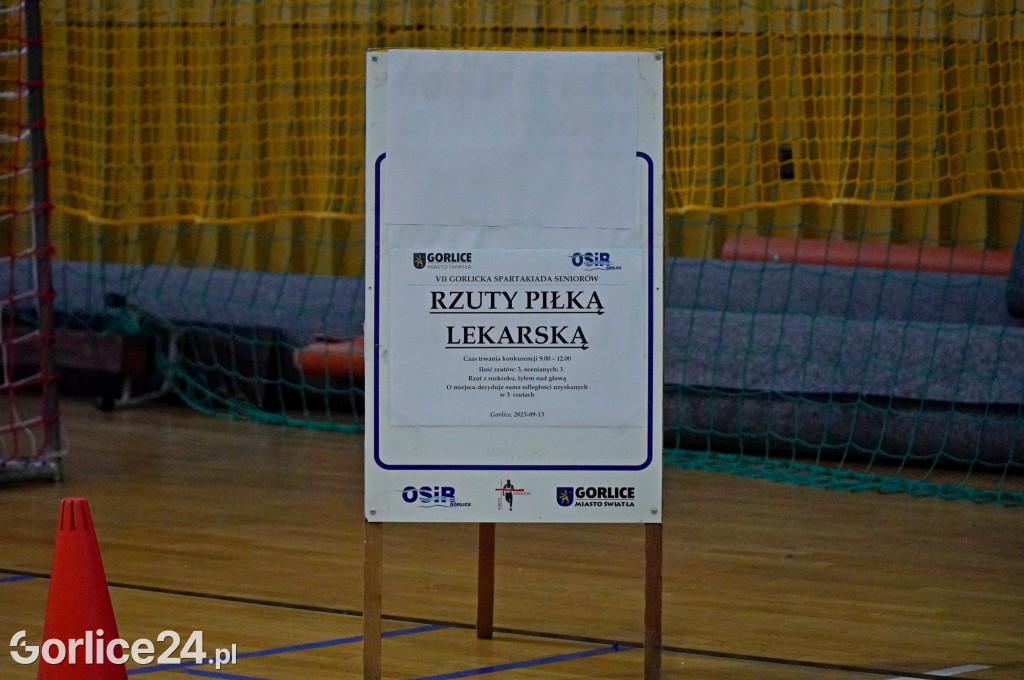 GORLICE
MIASTO ŚWIATŁA
OSiR
GORLICE
VII GORLICKA SPARTAKIADA SENIORÓW
RZUTY PIŁKĄ
LEKARSKĄ
Czas trwania konkurencji 9.00 – 12.00
Ilość rzutów: 3, ocenianych: 3
Rzut z rozkroku, tyłem nad głową
O miejscu decyduje suma odległości uzyskanych
w 3 rzutach
Gorlice, 2023-09-13
OSiR
GORLICE
GORLICE
MIASTO ŚWIATŁA
Gorlice24.pl